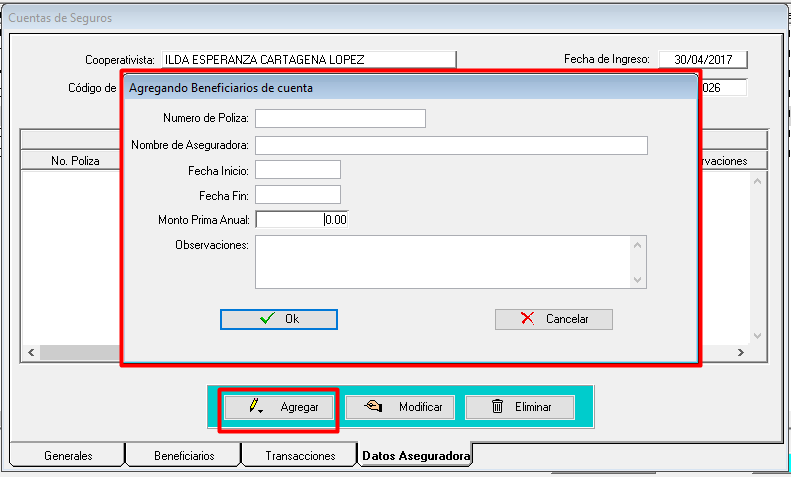 Cuentas de Seguros
Cooperativista: ILDA ESPERANZA CARTAGENA LOPEZ Fecha de Ingreso: 30/04/2017
Código de 026
Agregando Beneficiarios de cuenta
Numero de Poliza:
Nombre de Aseguradora:
No. Poliza rvaciones
Fecha Inicio:
Fecha Fin:
Monto Prima Anual: 0.00
Observaciones:
Ok Cancelar
Agregar Modificar Eliminar
Generales Beneficiarios Transacciones Datos Aseguradora